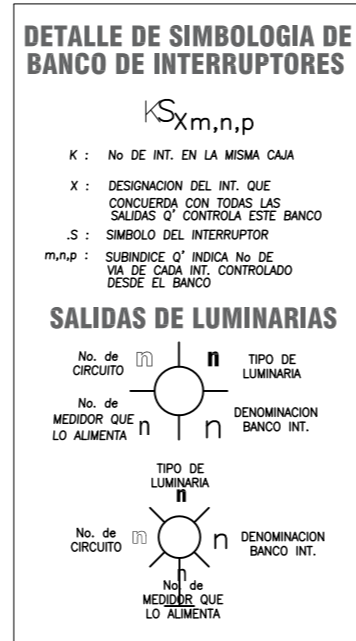 DETALLE DE SIMBOLOGIA DE
BANCO DE INTERRUPTORES
KSXm,n,p
K : No DE INT. EN LA MISMA CAJA
X : DESIGNACION DEL INT. QUE
CONCUERDA CON TODAS LAS
SALIDAS Q' CONTROLA ESTE BANCO
.S : SIMBOLO DEL INTERRUPTOR
m,n,p : SUBINDICE Q' INDICA No DE
VIA DE CADA INT. CONTROLADO
DESDE EL BANCO
SALIDAS DE LUMINARIAS
No. de
CIRCUITO
n
n
TIPO DE
LUMINARIA
No. de
MEDIDOR QUE
LO ALIMENTA
n
n
DENOMINACION
BANCO INT.
TIPO DE
LUMINARIA
n
No. de
CIRCUITO
n
n
DENOMINACION
BANCO INT.
n
No. de
MEDIDOR QUE
LO ALIMENTA